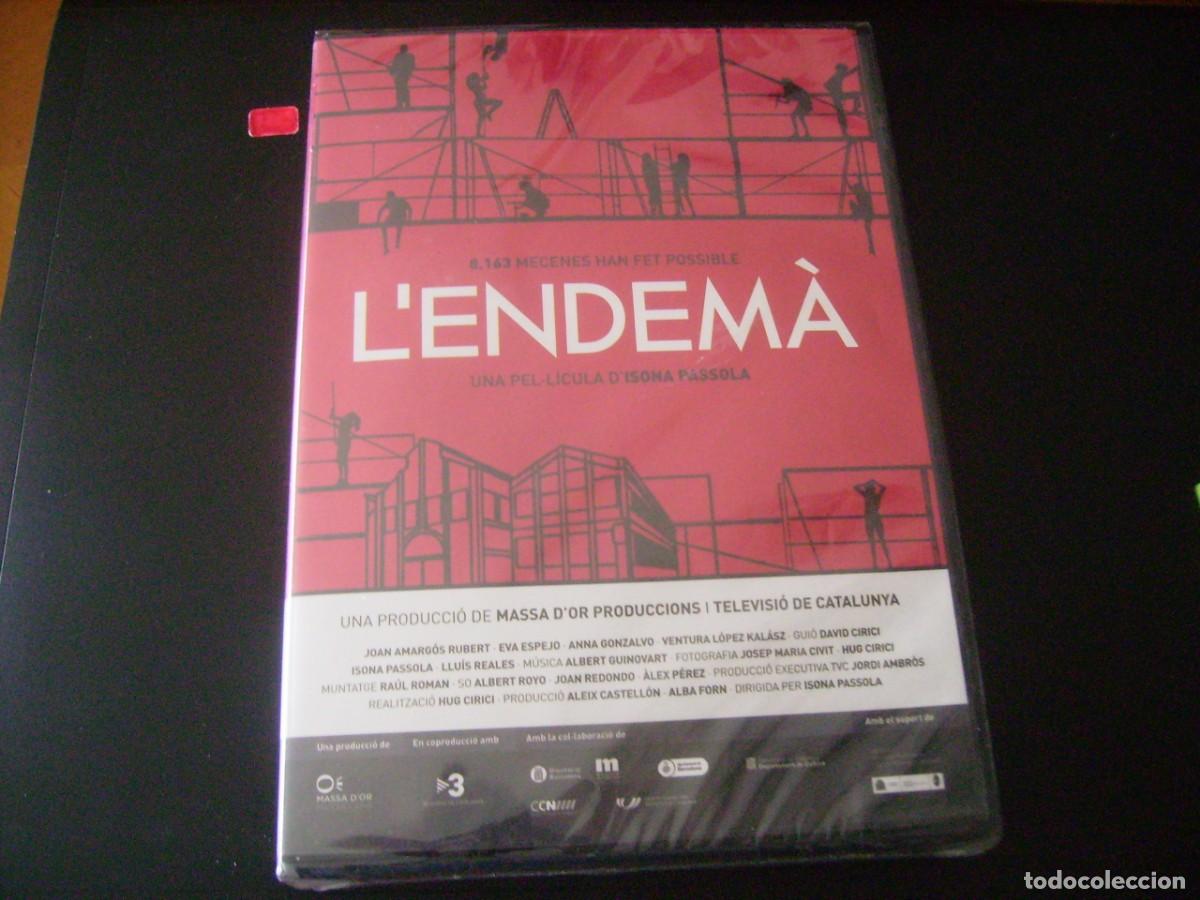 8.163 MECENES HAN FET POSSIBLE
L'ENDEMÀ
UNA PEL·LÍCULA D'ISONA PASSOLA
UNA PRODUCCIÓ DE MASSA D'OR PRODUCCIONS I TELEVISIÓ DE CATALUNYA
JOAN AMARGÓS RUBERT · EVA ESPEJO · ANNA GONZALVO · VENTURA LÓPEZ KALÁSZ · GUIÓ DAVID CIRICI
ISONA PASSOLA · LLUÍS REALES · MÚSICA ALBERT GUINOVART · FOTOGRAFIA JOSEP MARIA CIVIT · HUG CIRICI
MUNTATGE RAÚL ROMAN · SO ALBERT ROYO · JOAN REDONDO · ÀLEX PÉREZ · PRODUCCIÓ EXECUTIVA TVC JORDI AMBRÒS
REALITZACIÓ HUG CIRICI · PRODUCCIÓ ALEIX CASTELLÓN · ALBA FORN · DIRIGIDA PER ISONA PASSOLA
Una producció de
En coproducció amb
Amb la col·laboració de
Amb el suport de
MASSA D'OR
3
m
CCN
todocoleccion